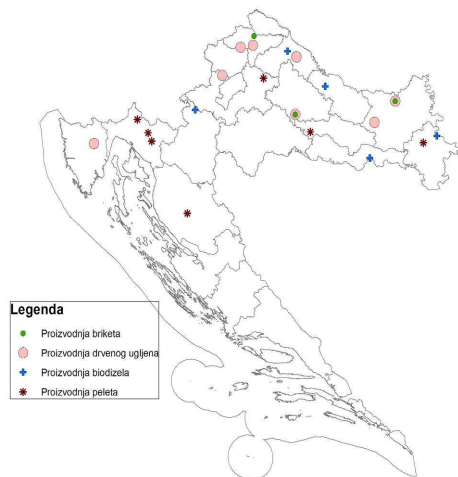 Legenda
Proizvodnja briketa
Proizvodnja drvenog ugljena
Proizvodnja biodizela
Proizvodnja peleta